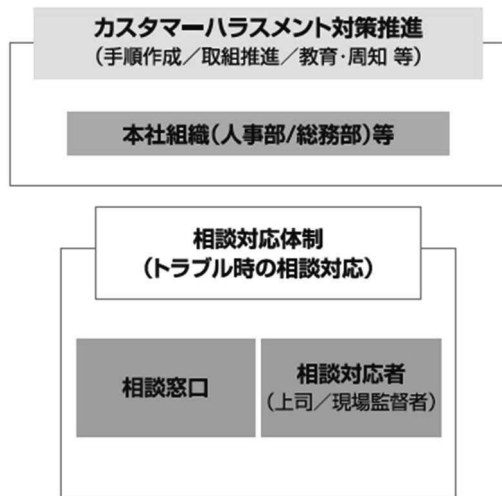 カスタマーハラスメント対策推進
（手順作成／取組推進／教育・周知 等）
本社組織（人事部/総務部）等
相談対応体制
（トラブル時の相談対応）
相談窓口
相談対応者
（上司／現場監督者）